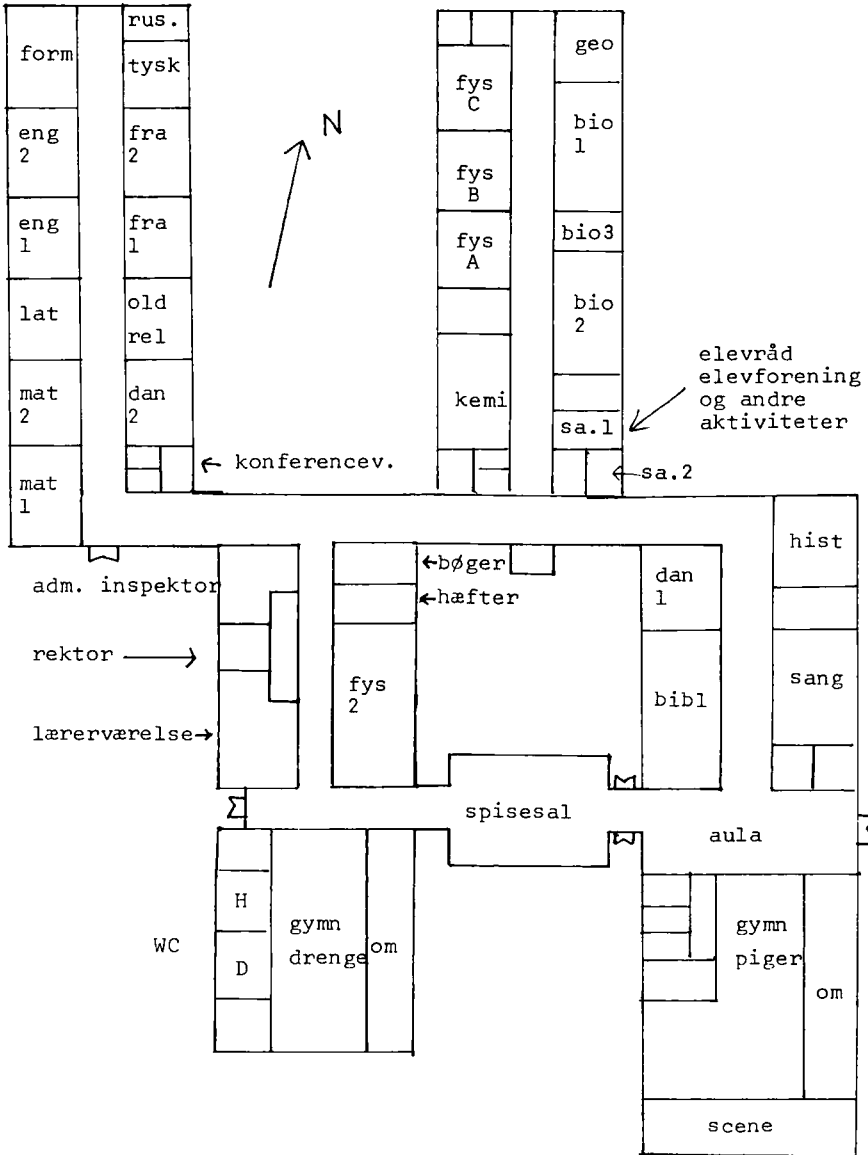 rus.
form
tysk
eng
2
fra
2
eng
1
fra
1
lat
old
rel
mat
2
dan
2
mat
1
← konferencev.
N
fys
C
fys
B
fys
A
kemi
geo
bio
1
bio3
bio
2
sa.1
sa.2
elevråd
elevforening
og andre
aktiviteter
adm. inspektor
rektor
lærerværelse→
←bøger
←hæfter
fys
2
dan
1
bibl
hist
sang
spisesal
aula
WC
H
D
gymn
drenge
om
gymn
piger
om
scene